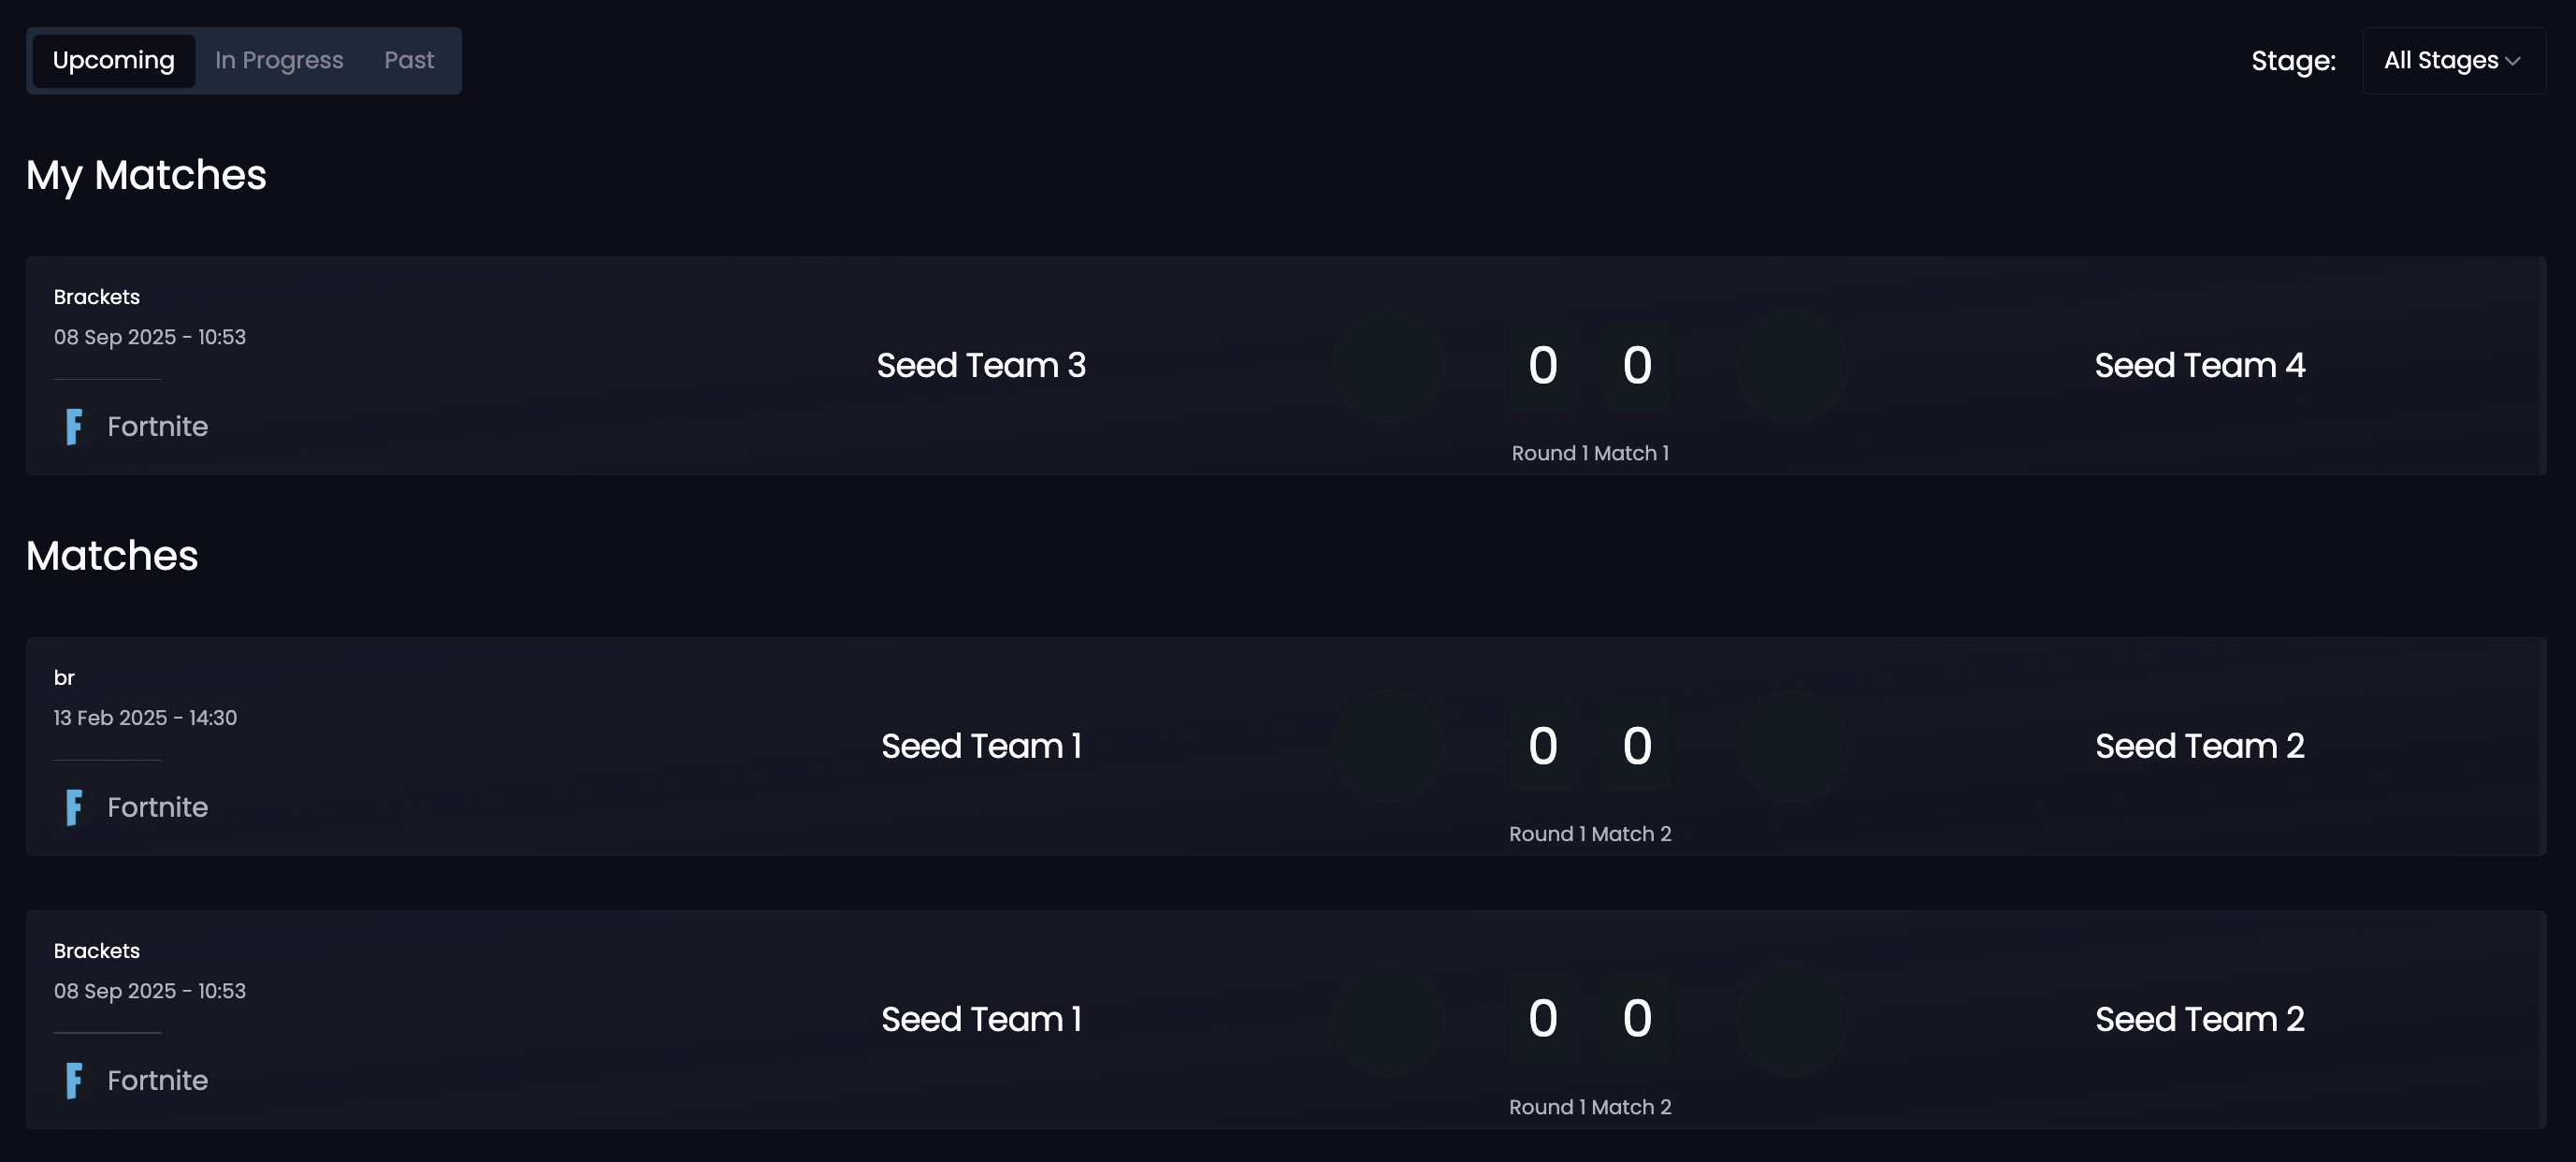 Upcoming In Progress Past Stage: All Stages
My Matches
Brackets
08 Sep 2025 - 10:53
Seed Team 3 0 0 Seed Team 4
Fortnite
Round 1 Match 1
Matches
br
13 Feb 2025 - 14:30
Seed Team 1 0 0 Seed Team 2
Fortnite
Round 1 Match 2
Brackets
08 Sep 2025 - 10:53
Seed Team 1 0 0 Seed Team 2
Fortnite
Round 1 Match 2